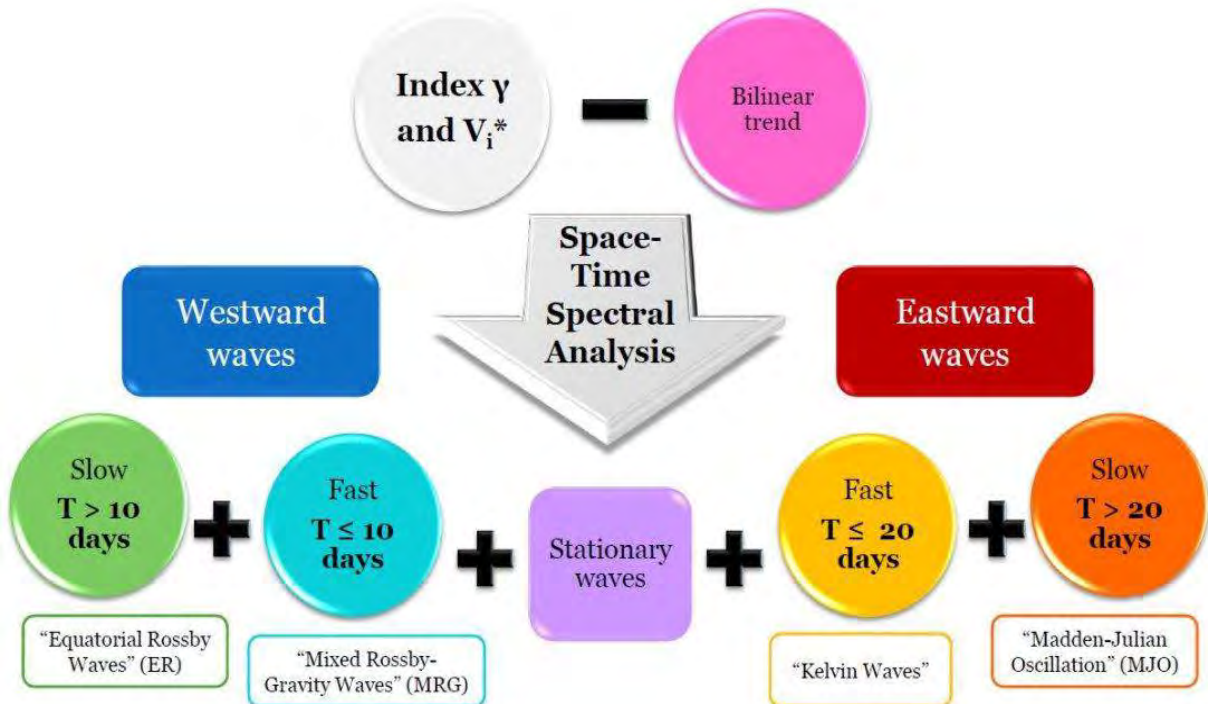 Index γ
and Vi*
Bilinear
trend
Space-
Time
Spectral
Analysis
Westward
waves
Eastward
waves
Slow
T > 10
days
Fast
T ≤ 10
days
Stationary
waves
Fast
T ≤ 20
days
Slow
T > 20
days
“Equatorial Rossby
Waves” (ER)
“Mixed Rossby-
Gravity Waves” (MRG)
“Kelvin Waves”
“Madden-Julian
Oscillation” (MJO)